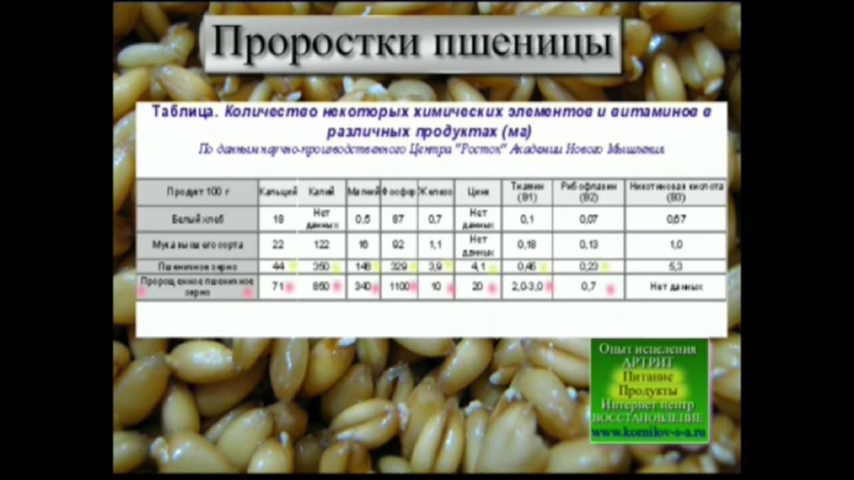 Проростки пшеницы
Таблица. Количество некоторых химических элементов и витаминов в
различных продуктах (мг)
По данным научно-производственного Центра "Росток" Академии Нового Мышления
Продукт 100 г Кальций Калий Магний Фосфор Железо Цинк Тиамин (В1) Рибофлавин (В2) Никотиновая кислота (В3)
Белый хлеб 18 Нет данных 0,5 87 0,7 Нет данных 0,1 0,07 0,67
Мука высшего сорта 22 122 16 92 1,1 Нет данных 0,18 0,13 1,0
Пшеничное зерно 44 350 146 329 3,9 4,1 0,46 0,23 5,3
Пророщенное пшеничное зерно 71 850 340 1100 10 20 2,0-3,0 0,7 Нет данных
Опыт исцеления
АРТРИТ
Питание
Продукты
Интернет центр
ВОССТАНОВЛЕНИЕ
www.kornilov-s-a.ru